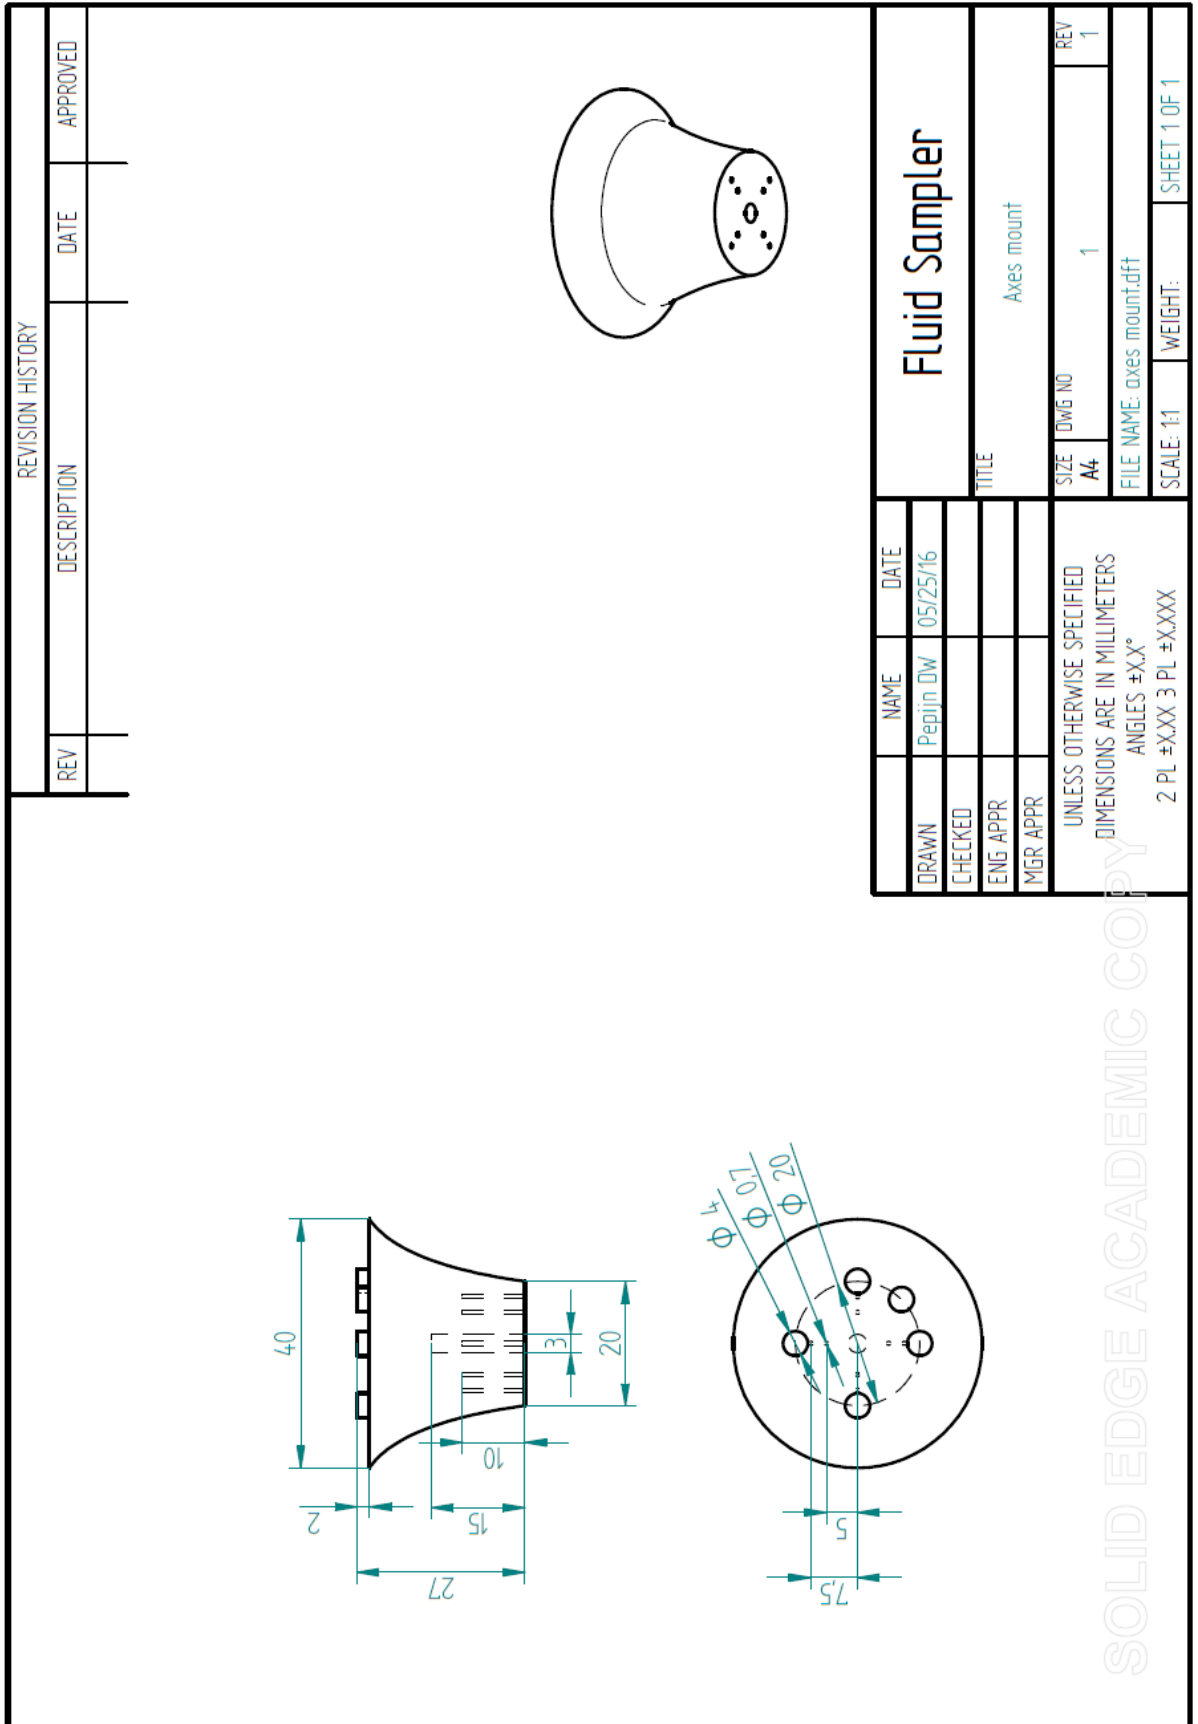 REVISION HISTORY
REV DESCRIPTION DATE APPROVED
40
2
27
15
10
3
20
Φ 4
Φ 0,7
Φ 20
5
7,5
NAME DATE
DRAWN Pepijn DW 05/25/16
CHECKED
ENG APPR
MGR APPR
UNLESS OTHERWISE SPECIFIED
DIMENSIONS ARE IN MILLIMETERS
ANGLES ±X.X°
2 PL ±X.XX 3 PL ±X.XXX
Fluid Sampler
TITLE
Axes mount
SIZE DWG NO REV
A4 1 1
FILE NAME: axes mount.dft
SCALE: 1:1 WEIGHT: SHEET 1 OF 1
SOLID EDGE ACADEMIC COPY